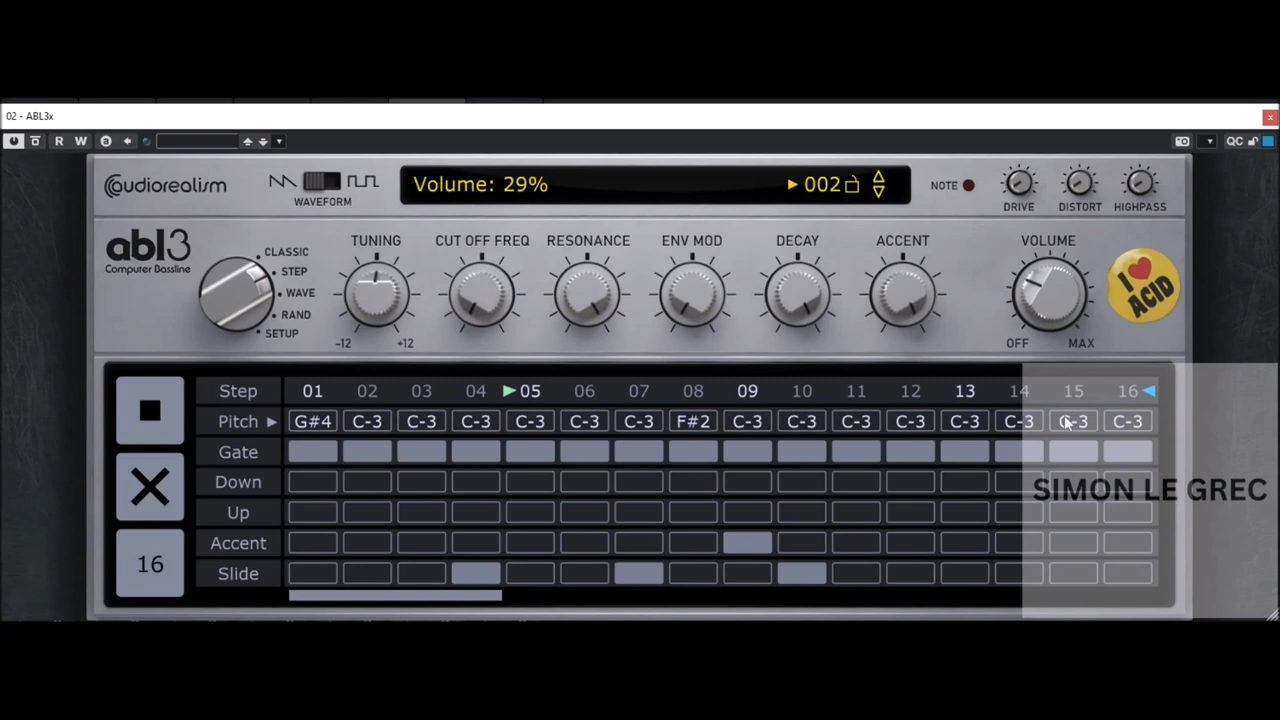 02 - ABL3x
R W a QC
audiorealism
WAVEFORM
Volume: 29%
002
NOTE
DRIVE DISTORT HIGHPASS
abl3
Computer Bassline
CLASSIC
STEP
WAVE
RAND
SETUP
TUNING CUT OFF FREQ RESONANCE ENV MOD DECAY ACCENT VOLUME
-12 +12
OFF MAX
I ❤ ACID
Step 01 02 03 04 05 06 07 08 09 10 11 12 13 14 15 16
Pitch G#4 C-3 C-3 C-3 C-3 C-3 C-3 F#2 C-3 C-3 C-3 C-3 C-3 C-3 C-3 C-3
Gate
Down
Up
Accent
Slide
16
SIMON LE GREC